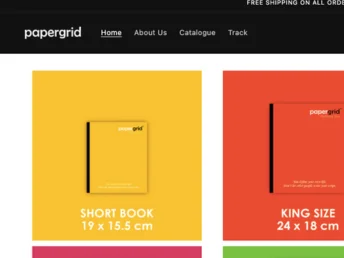 FREE SHIPPING ON ALL ORDE
papergrid Home About Us Catalogue Track
papergrid
SHORT BOOK
19 x 15.5 cm
papergrid
KING SIZE
24 x 18 cm